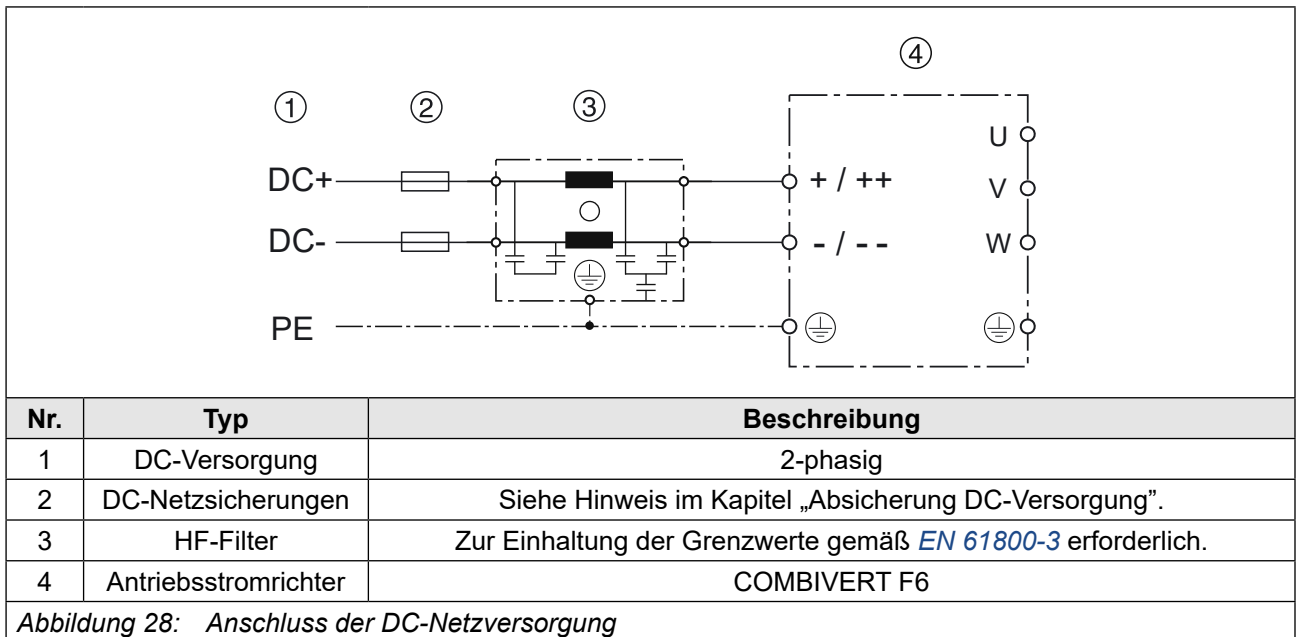 ④
① ② ③
U
DC+ + / ++ V
DC- - / - - W
PE
Nr. Typ Beschreibung
1 DC-Versorgung 2-phasig
2 DC-Netzsicherungen Siehe Hinweis im Kapitel „Absicherung DC-Versorgung”.
3 HF-Filter Zur Einhaltung der Grenzwerte gemäß EN 61800-3 erforderlich.
4 Antriebsstromrichter COMBIVERT F6
Abbildung 28: Anschluss der DC-Netzversorgung